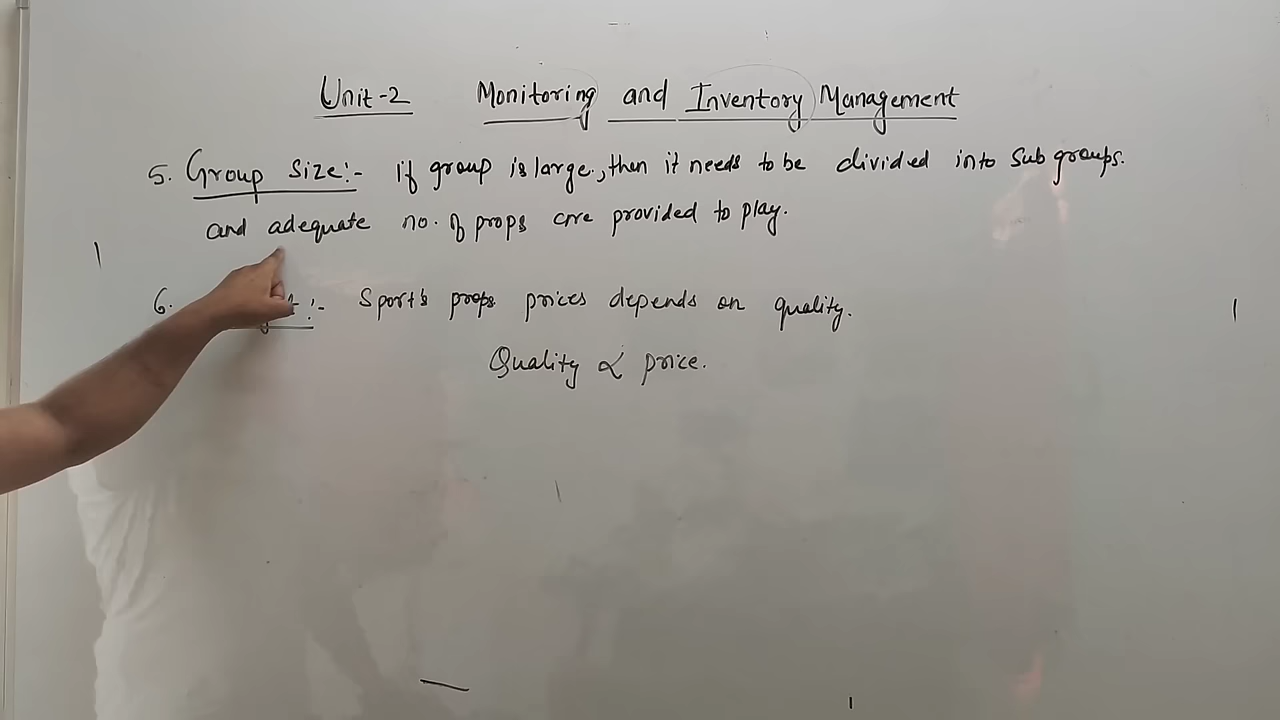 Unit-2 Monitoring and Inventory Management
5. Group Size:- if group is large, then it needs to be divided into sub groups.
and adequate no. of props are provided to play.
6. :- Sport's props prices depends on quality.
Quality ∝ price.